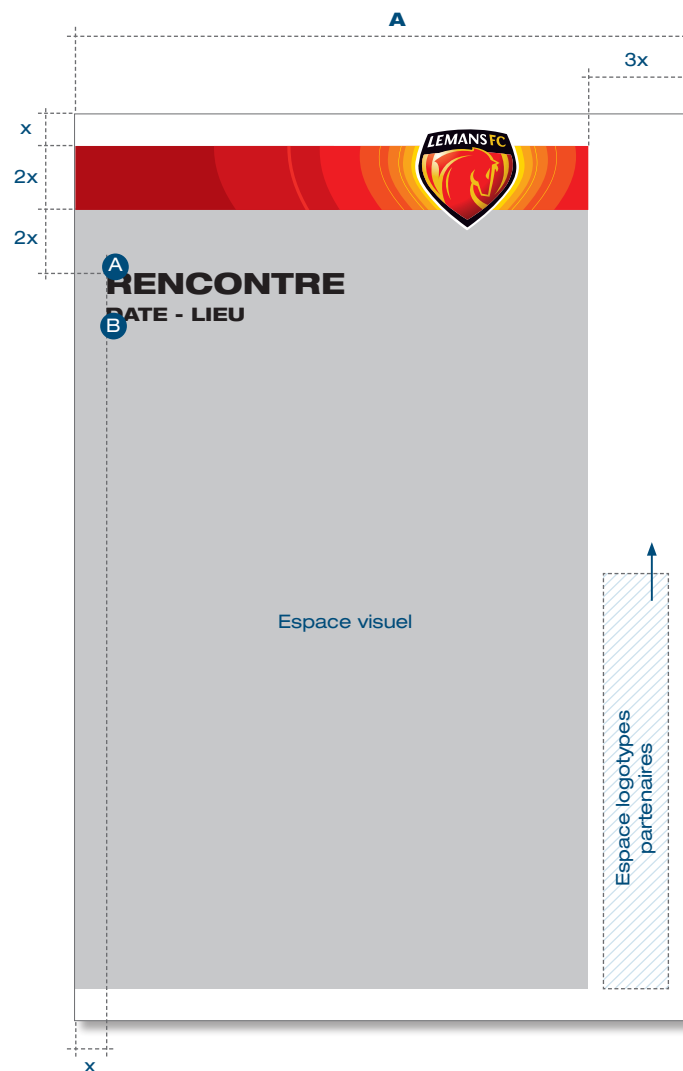 A
3x
x
2x
LEMANS FC
2x
A
RENCONTRE
DATE - LIEU
B
Espace visuel
Espace logotypes
partenaires
x